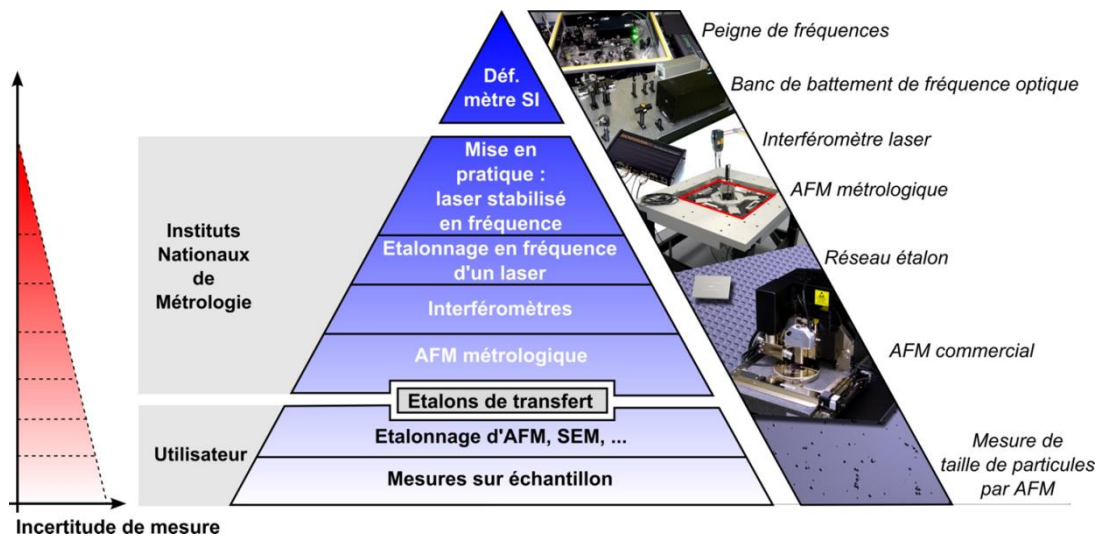 Déf.
mètre SI
Mise en
pratique :
laser stabilisé
en fréquence
Etalonnage en fréquence
d'un laser
Interféromètres
AFM métrologique
Etalons de transfert
Etalonnage d'AFM, SEM, ...
Mesures sur échantillon
Instituts
Nationaux
de
Métrologie
Utilisateur
Incertitude de mesure
Peigne de fréquences
Banc de battement de fréquence optique
Interféromètre laser
AFM métrologique
Réseau étalon
AFM commercial
Mesure de
taille de particules
par AFM